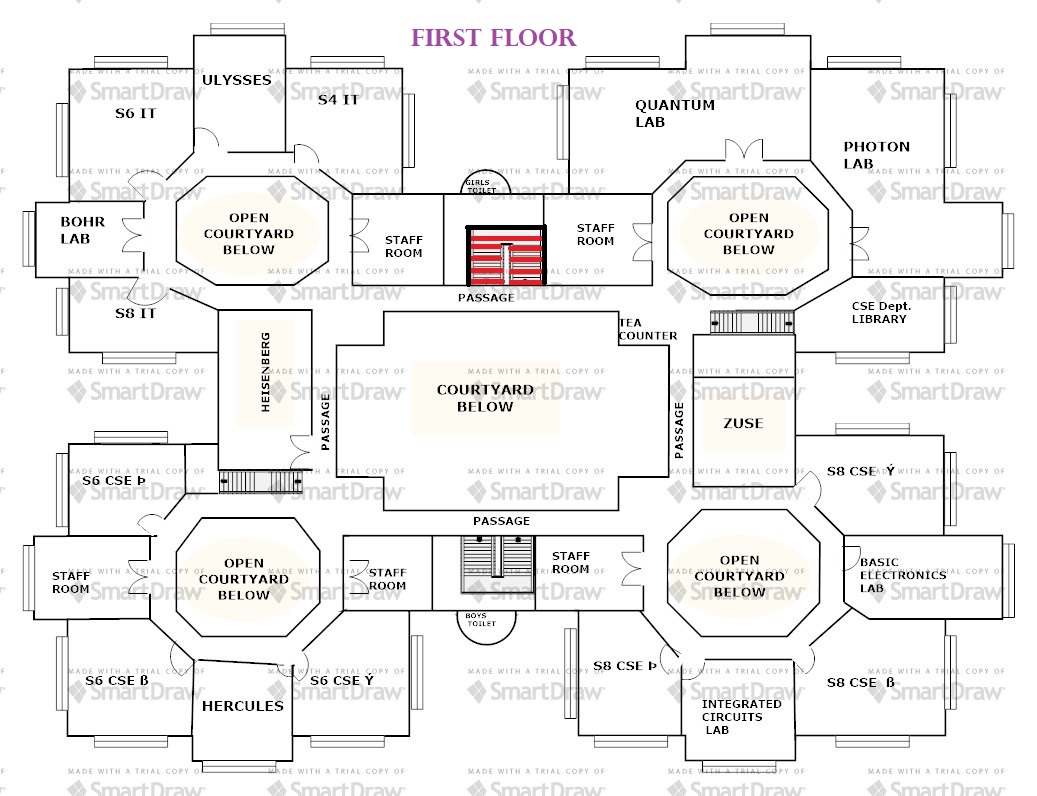 FIRST FLOOR
MADE WITH A TRIAL COPY OF
SmartDraw
ULYSSES
S6 IT
S4 IT
QUANTUM
LAB
PHOTON
LAB
GIRLS
TOILET
BOHR
LAB
OPEN
COURTYARD
BELOW
STAFF
ROOM
STAFF
ROOM
OPEN
COURTYARD
BELOW
PASSAGE
S8 IT
TEA
COUNTER
CSE Dept.
LIBRARY
HEISENBERG
PASSAGE
COURTYARD
BELOW
PASSAGE
ZUSE
S6 CSE Þ
S8 CSE Ý
PASSAGE
STAFF
ROOM
OPEN
COURTYARD
BELOW
STAFF
ROOM
STAFF
ROOM
OPEN
COURTYARD
BELOW
BASIC
ELECTRONICS
LAB
BOYS
TOILET
S6 CSE ß
S6 CSE Ý
S8 CSE Þ
S8 CSE ß
HERCULES
INTEGRATED
CIRCUITS
LAB